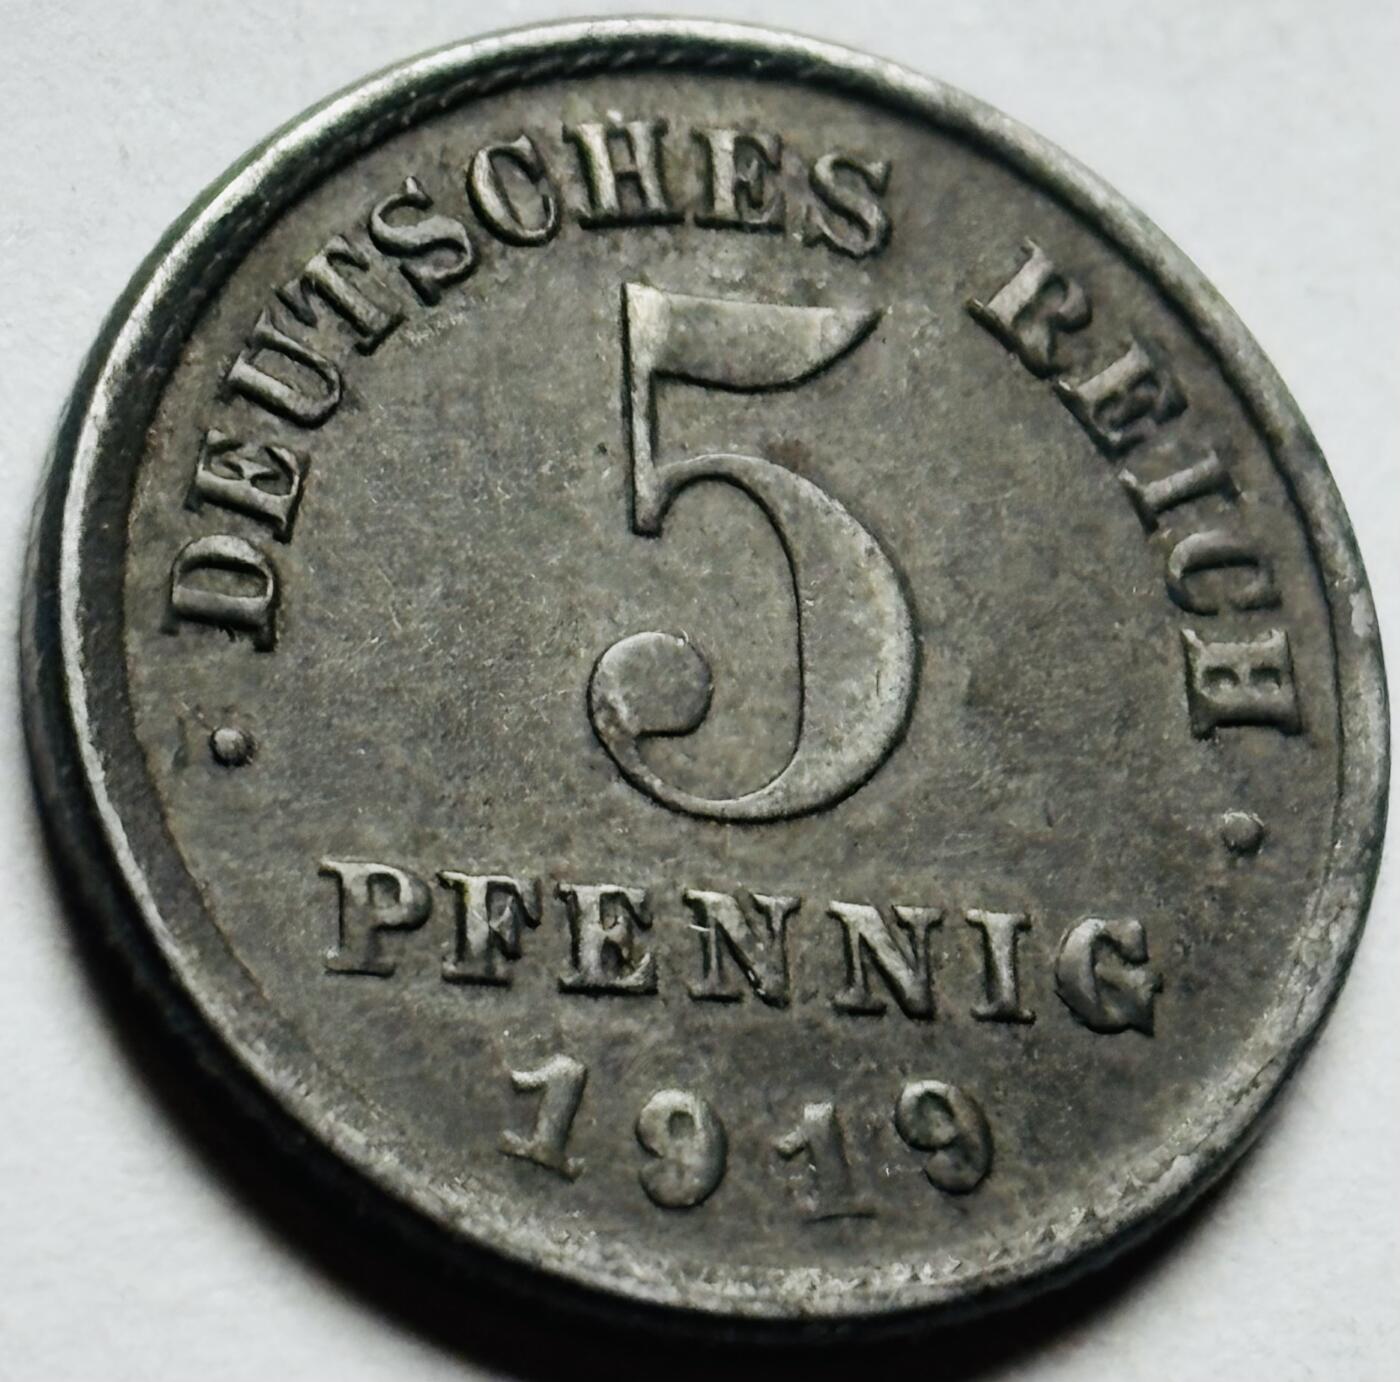 DEUTSCHES REICH
5
PFENNIG
1919